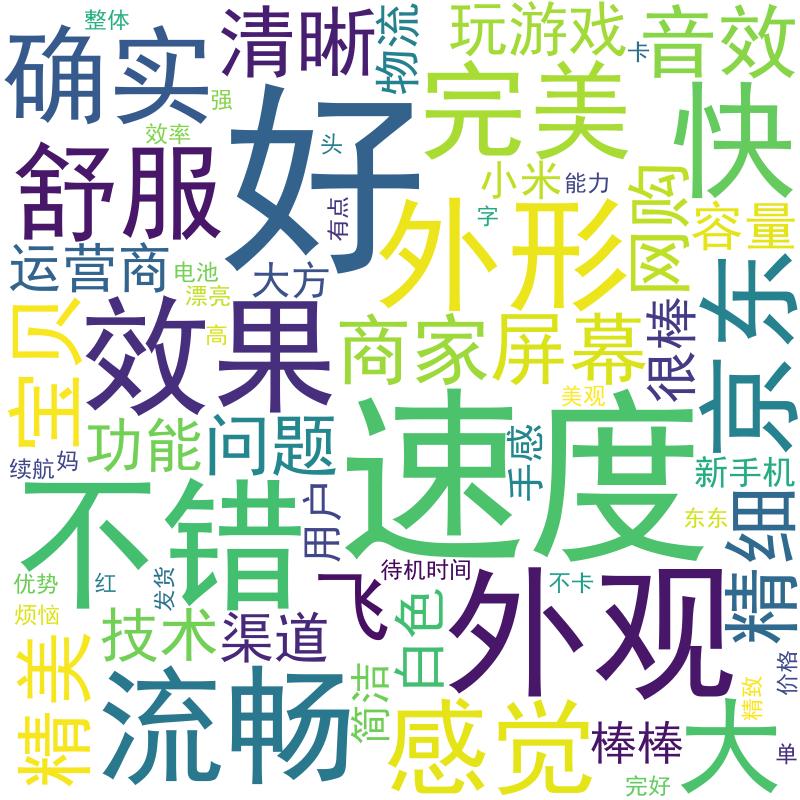 整体
确实
清晰
物流
玩游戏
卡
音效
强
效率
好
头
完美
快
舒服
有点
小米
能力
网购
字
外形
容量
运营商
电池
大方
漂亮
京东
宝贝
效果
高
商家
屏幕
很棒
美观
功能
问题
手感
新手机
续航
妈
不错
用户
速度
东东
精细
优势
红
发货
飞
待机时间
不卡
烦恼
技术
渠道
白色
外观
价格
精美
流畅
简洁
感觉
棒棒
大
精致
单
完好